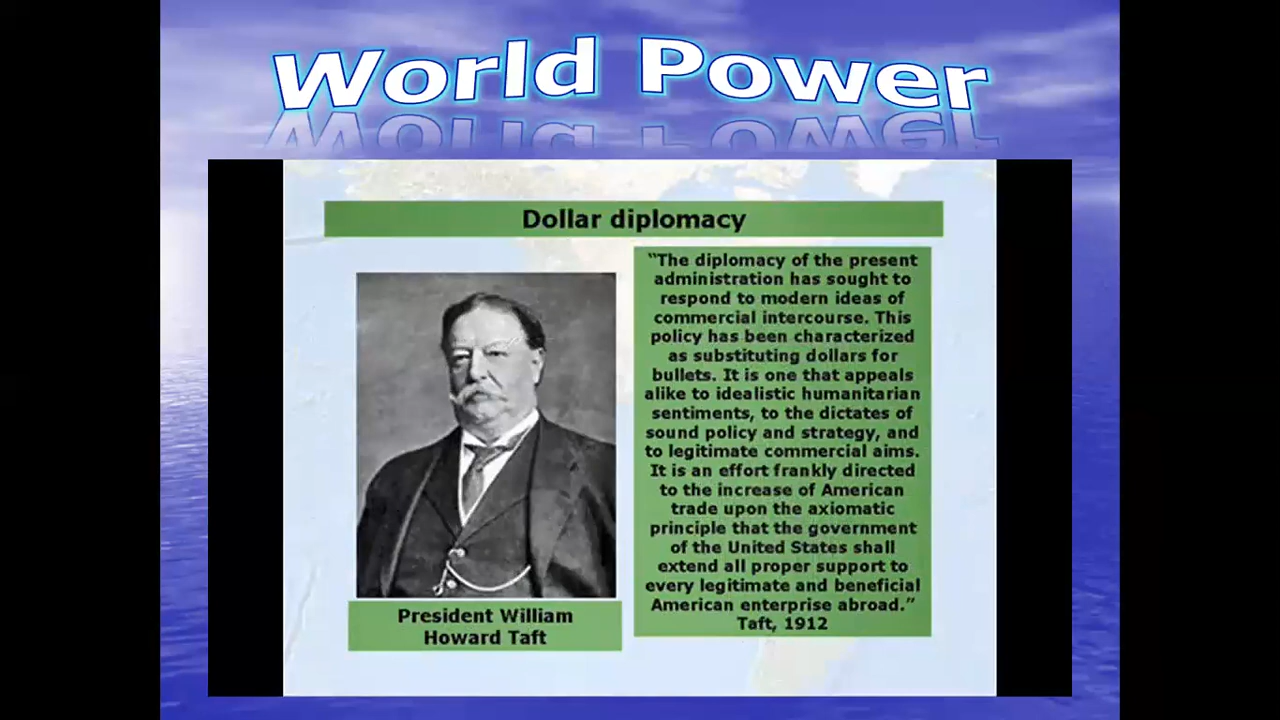 World Power
Dollar diplomacy
"The diplomacy of the present
administration has sought to
respond to modern ideas of
commercial intercourse. This
policy has been characterized
as substituting dollars for
bullets. It is one that appeals
alike to idealistic humanitarian
sentiments, to the dictates of
sound policy and strategy, and
to legitimate commercial aims.
It is an effort frankly directed
to the increase of American
trade upon the axiomatic
principle that the government
of the United States shall
extend all proper support to
every legitimate and beneficial
American enterprise abroad."
Taft, 1912
President William
Howard Taft